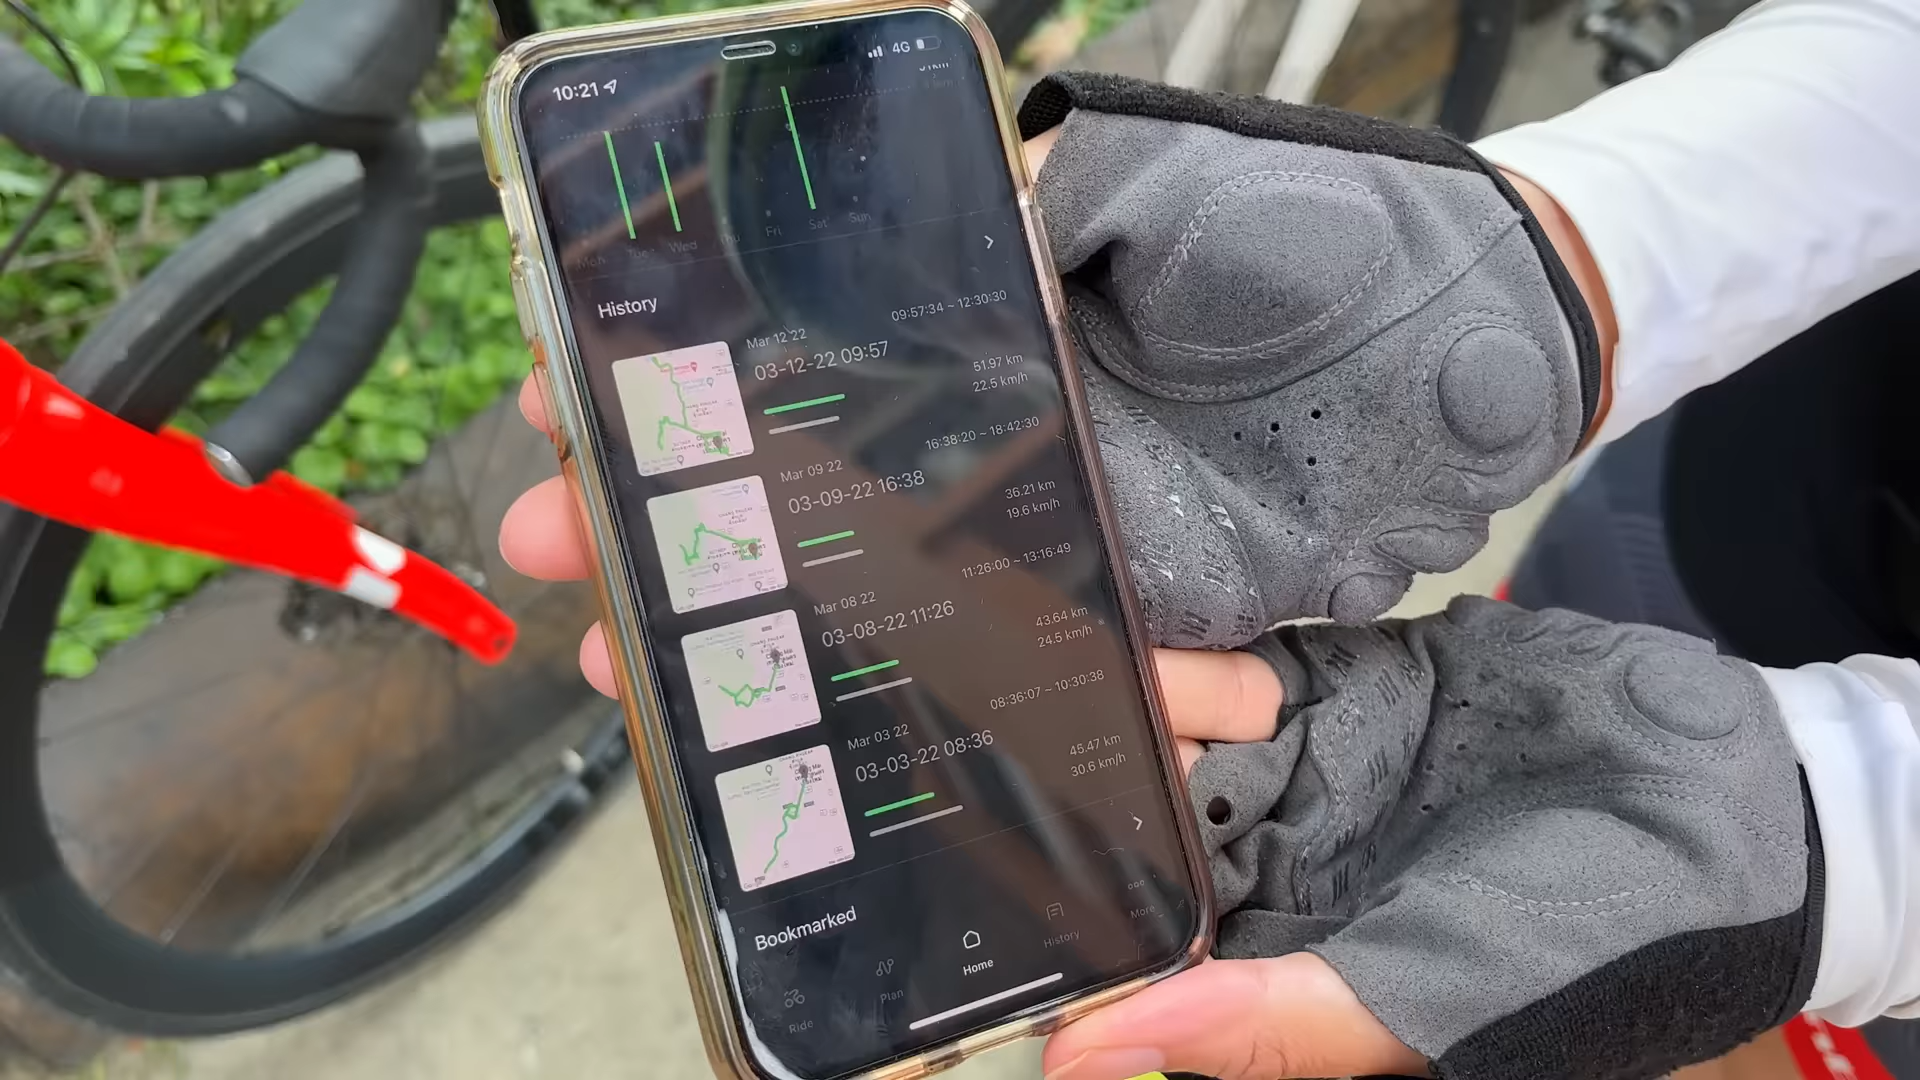 10:21
4G
Mon Tue Wed Thu Fri Sat Sun
History
Mar 12 22
09:57:34 ~ 12:30:30
03-12-22 09:57
51.97 km
22.5 km/h
Mar 09 22
16:38:20 ~ 18:42:30
03-09-22 16:38
36.21 km
19.6 km/h
Mar 08 22
11:26:00 ~ 13:16:49
03-08-22 11:26
43.64 km
24.5 km/h
Mar 03 22
08:36:07 ~ 10:30:38
03-03-22 08:36
45.47 km
30.6 km/h
Bookmarked
Ride
Plan
Home
History
More